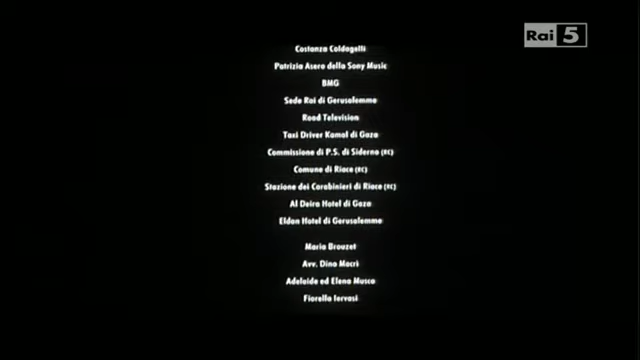 Rai 5
Costanza Coldagelli
Patrizia Asero della Sony Music
BMG
Sede Rai di Gerusalemme
Road Television
Taxi Driver Kamal di Gaza
Commissione di P.S. di Siderno (RC)
Comune di Riace (RC)
Stazione dei Carabinieri di Riace (RC)
Al Deira Hotel di Gaza
Eldan Hotel di Gerusalemme
Maria Brouzet
Avv. Dino Macrì
Adelaide ed Elena Musco
Fiorella Iervasi